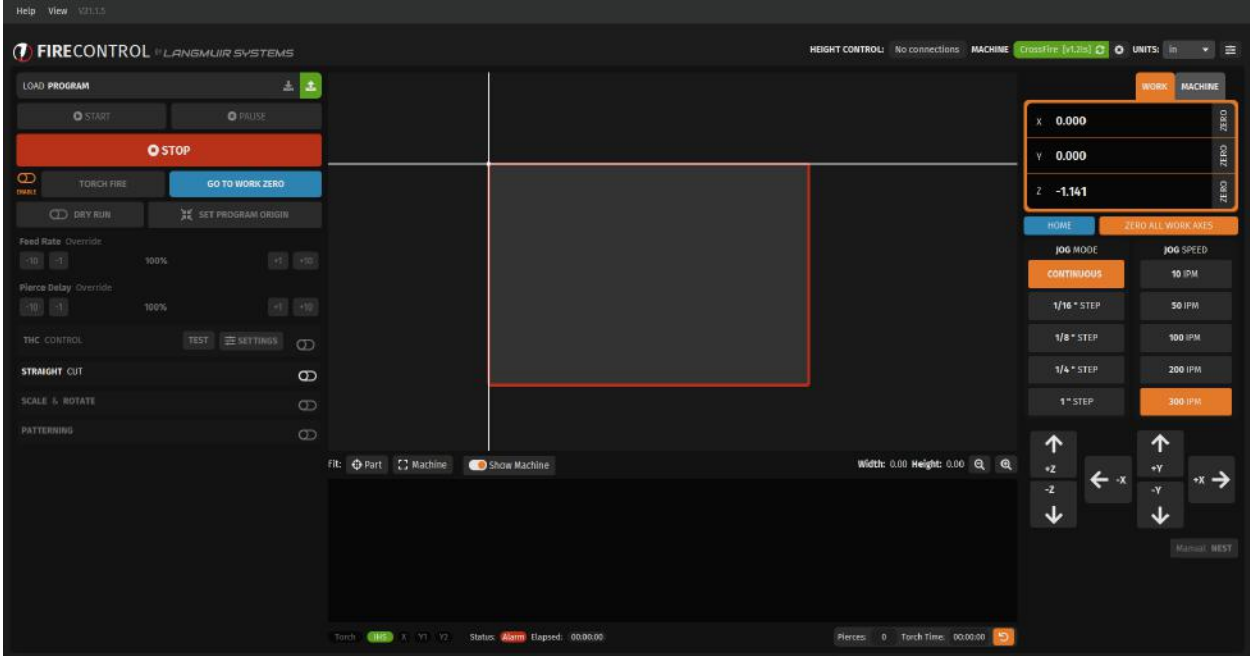 Help View V21.1.5
FIRECONTROL BY LANGMUIR SYSTEMS
HEIGHT CONTROL: No connections MACHINE CrossFire [v1.2ls] UNITS: in
LOAD PROGRAM
START PAUSE
STOP
ENABLE TORCH FIRE GO TO WORK ZERO
DRY RUN SET PROGRAM ORIGIN
Feed Rate Override
-10 -1 100% +1 +10
Pierce Delay Override
-10 -1 100% +1 +10
THC CONTROL TEST SETTINGS
STRAIGHT CUT
SCALE & ROTATE
PATTERNING
Fit: Part Machine Show Machine Width: 0.00 Height: 0.00
Torch IHS X Y1 Y2 Status: Alarm Elapsed: 00:00:00 Pierces: 0 Torch Time: 00:00:00
WORK MACHINE
X 0.000 ZERO
Y 0.000 ZERO
Z -1.141 ZERO
HOME ZERO ALL WORK AXES
JOG MODE JOG SPEED
CONTINUOUS 10 IPM
1/16 " STEP 50 IPM
1/8 " STEP 100 IPM
1/4 " STEP 200 IPM
1 " STEP 300 IPM
+Z +Y
-X +X
-Z -Y
Manual NEST